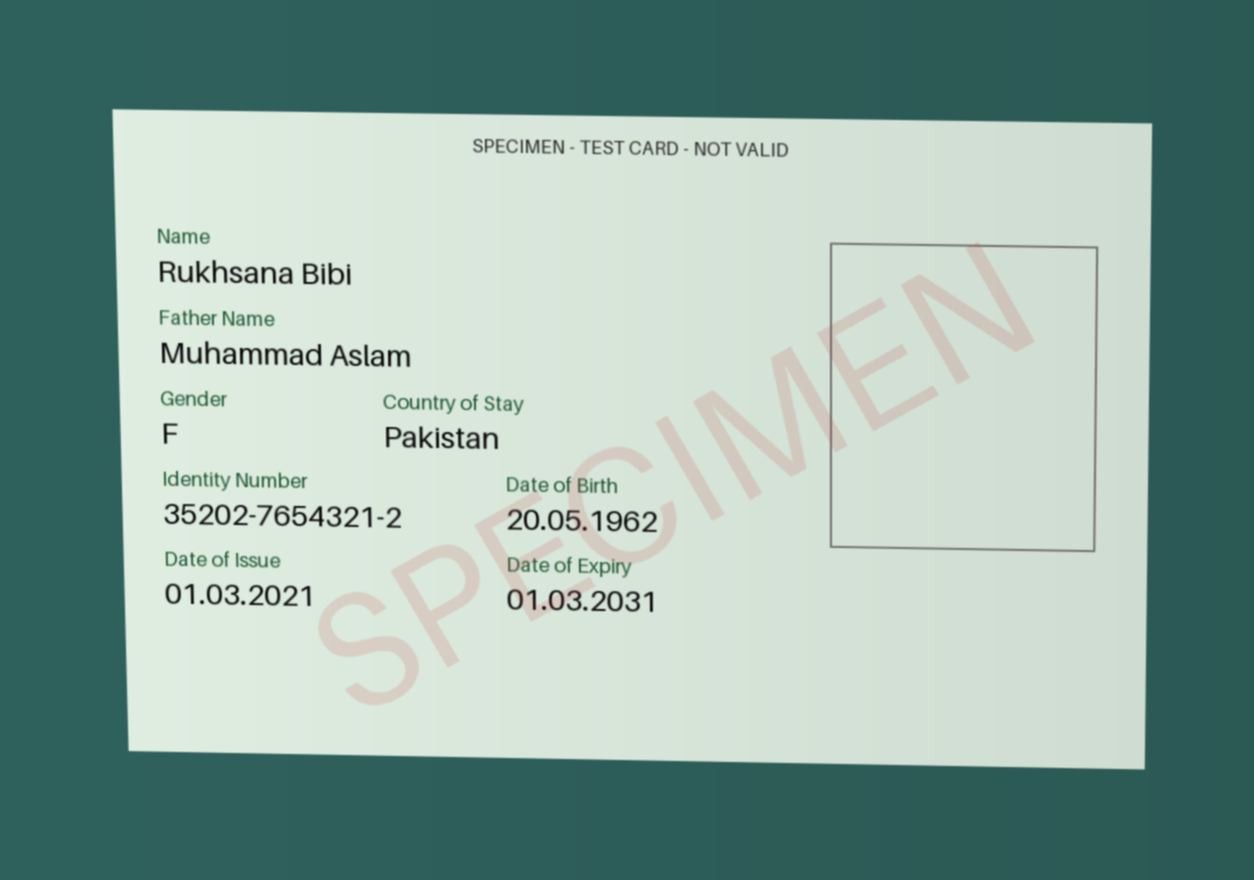 SPECIMEN - TEST CARD - NOT VALID
Name
Rukhsana Bibi
Father Name
Muhammad Aslam
Gender Country of Stay
F Pakistan
Identity Number Date of Birth
35202-7654321-2 20.05.1962
Date of Issue Date of Expiry
01.03.2021 01.03.2031
SPECIMEN